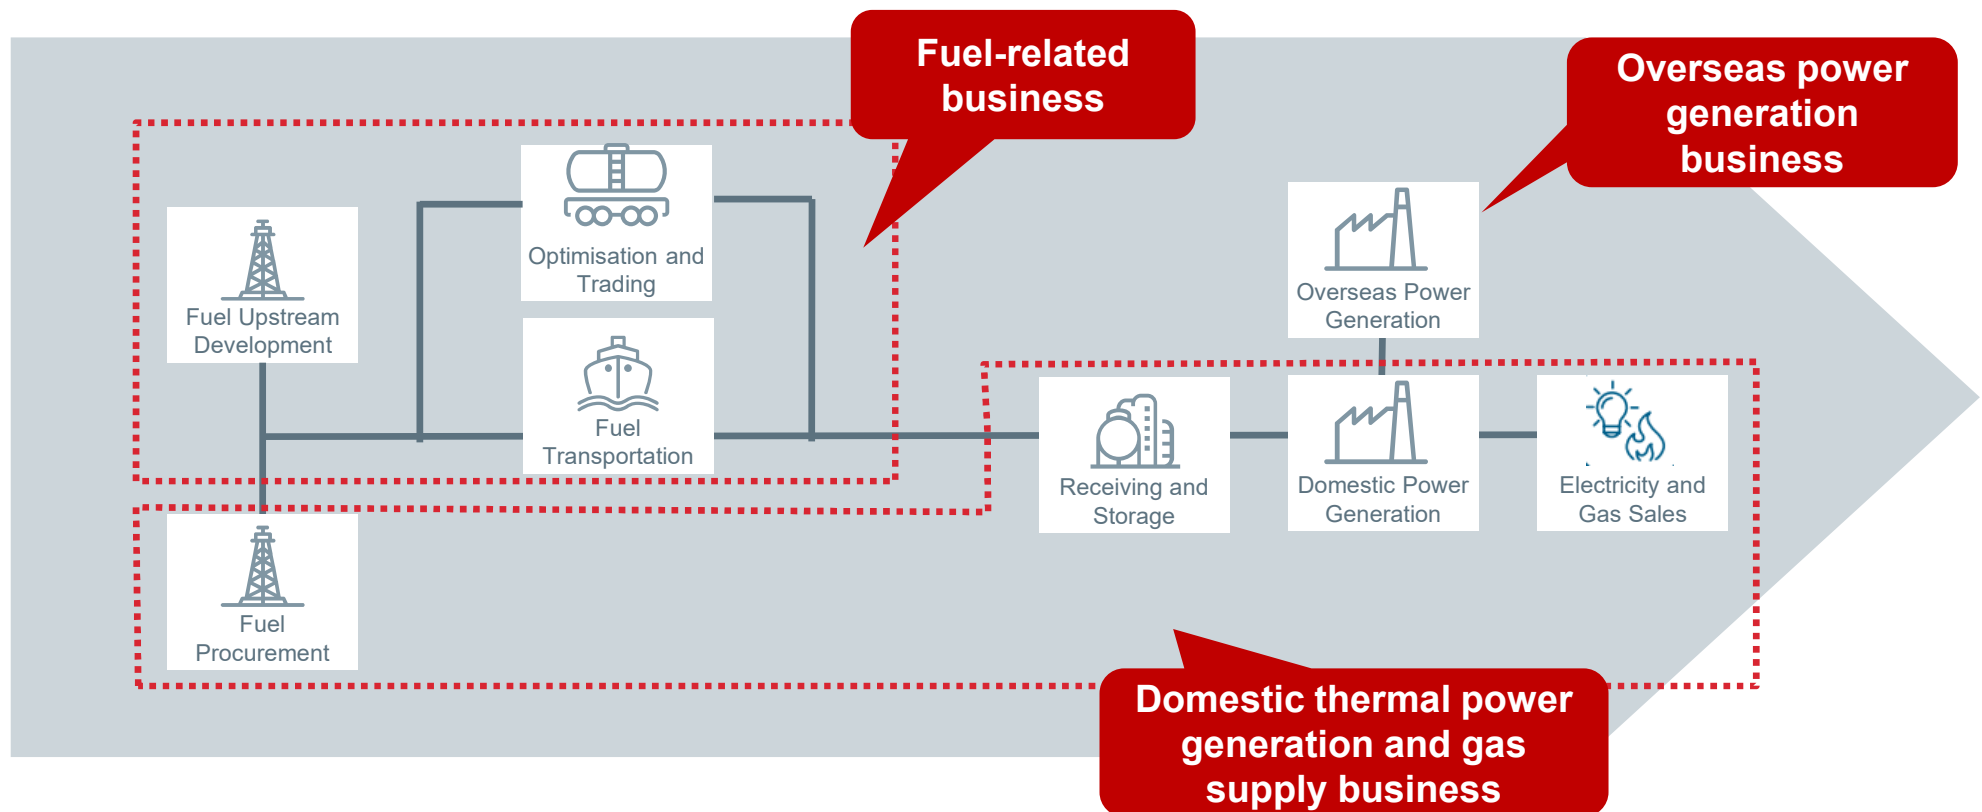 Fuel-related
business
Overseas power
generation
business
Optimisation and
Trading
Fuel Upstream
Development
Overseas Power
Generation
Fuel
Transportation
Receiving and
Storage
Domestic Power
Generation
Electricity and
Gas Sales
Fuel
Procurement
Domestic thermal power
generation and gas
supply business